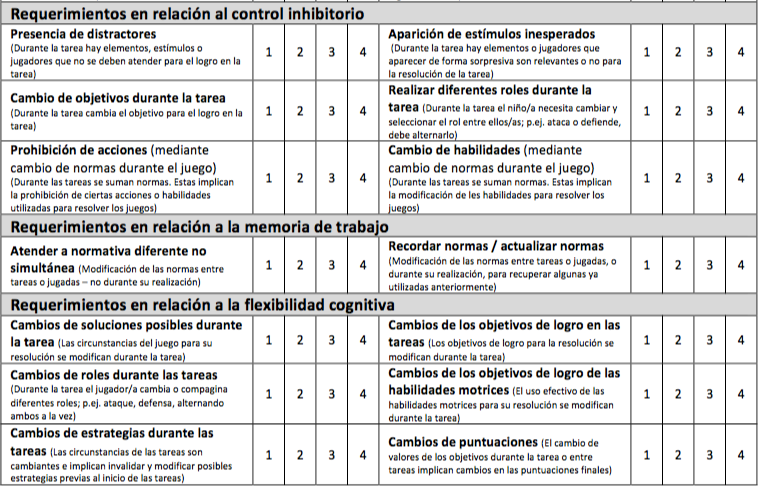 Requerimientos en relación al control inhibitorio
Presencia de distractores
(Durante la tarea hay elementos, estímulos o
jugadores que no se deben atender para el logro en la
tarea)
1 2 3 4
Aparición de estímulos inesperados
(Durante la tarea hay elementos o jugadores que
aparecer de forma sorpresiva son relevantes o no para
la resolución de la tarea)
1 2 3 4
Cambio de objetivos durante la tarea
(Durante la tarea cambia el objetivo para el logro en la
tarea)
1 2 3 4
Realizar diferentes roles durante la
tarea (Durante la tarea el niño/a necesita cambiar y
seleccionar el rol entre ellos/as; p.ej. ataca o defiende,
debe alternarlo)
1 2 3 4
Prohibición de acciones (mediante
cambio de normas durante el juego)
(Durante las tareas se suman normas. Estas implican
la prohibición de ciertas acciones o habilidades
utilizadas para resolver los juegos)
1 2 3 4
Cambio de habilidades (mediante
cambio de normas durante el juego)
(Durante las tareas se suman normas. Estas implican
la modificación de les habilidades para resolver los
juegos)
1 2 3 4
Requerimientos en relación a la memoria de trabajo
Atender a normativa diferente no
simultánea (Modificación de las normas entre
tareas o jugadas – no durante su realización)
1 2 3 4
Recordar normas / actualizar normas
(Modificación de las normas entre tareas o jugadas, o
durante su realización, para recuperar algunas ya
utilizadas anteriormente)
1 2 3 4
Requerimientos en relación a la flexibilidad cognitiva
Cambios de soluciones posibles durante
la tarea (Las circunstancias del juego para su
resolución se modifican durante la tarea)
1 2 3 4
Cambios de los objetivos de logro en las
tareas (Los objetivos de logro para la resolución se
modifican durante la tarea)
1 2 3 4
Cambios de roles durante las tareas
(Durante la tarea el jugador/a cambia o compagina
diferentes roles; p.ej. ataque, defensa, alternando
ambos a la vez)
1 2 3 4
Cambios de los objetivos de logro de las
habilidades motrices (El uso efectivo de las
habilidades motrices para su resolución se modifican
durante la tarea)
1 2 3 4
Cambios de estrategias durante las
tareas (Las circunstancias de las tareas son
cambiantes e implican invalidar y modificar posibles
estrategias previas al inicio de las tareas)
1 2 3 4
Cambios de puntuaciones (El cambio de
valores de los objetivos durante la tarea o entre
tareas implican cambios en las puntuaciones finales)
1 2 3 4